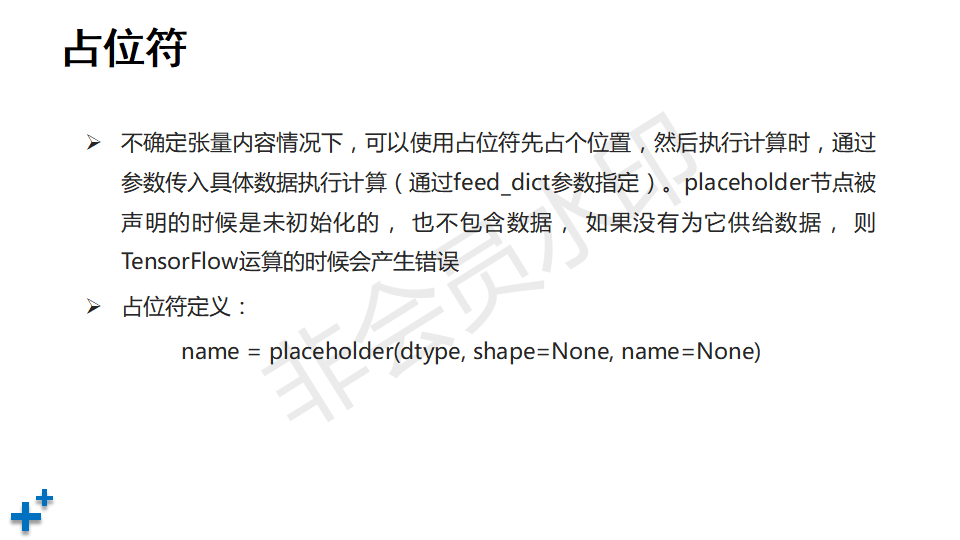 占位符
不确定张量内容情况下，可以使用占位符先占个位置，然后执行计算时，通过
参数传入具体数据执行计算（通过feed_dict参数指定）。placeholder节点被
声明的时候是未初始化的， 也不包含数据， 如果没有为它供给数据， 则
TensorFlow运算的时候会产生错误
占位符定义：
name = placeholder(dtype, shape=None, name=None)
非会员水印